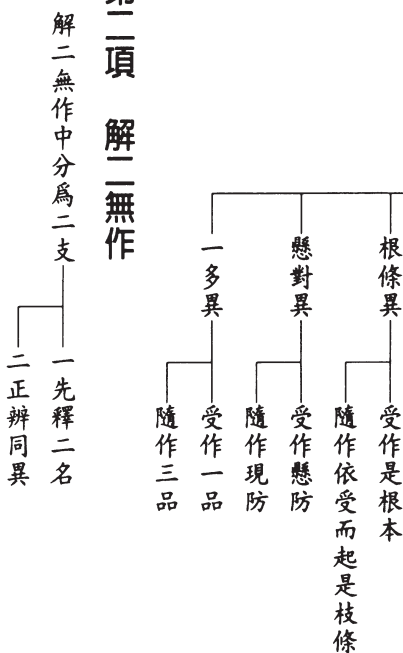 根條異
受作是根本
隨作依受而起是枝條
懸對異
受作懸防
隨作現防
一多異
受作一品
隨作三品
二項　解二無作
解二無作中分爲二支
一先釋二名
二正辨同異